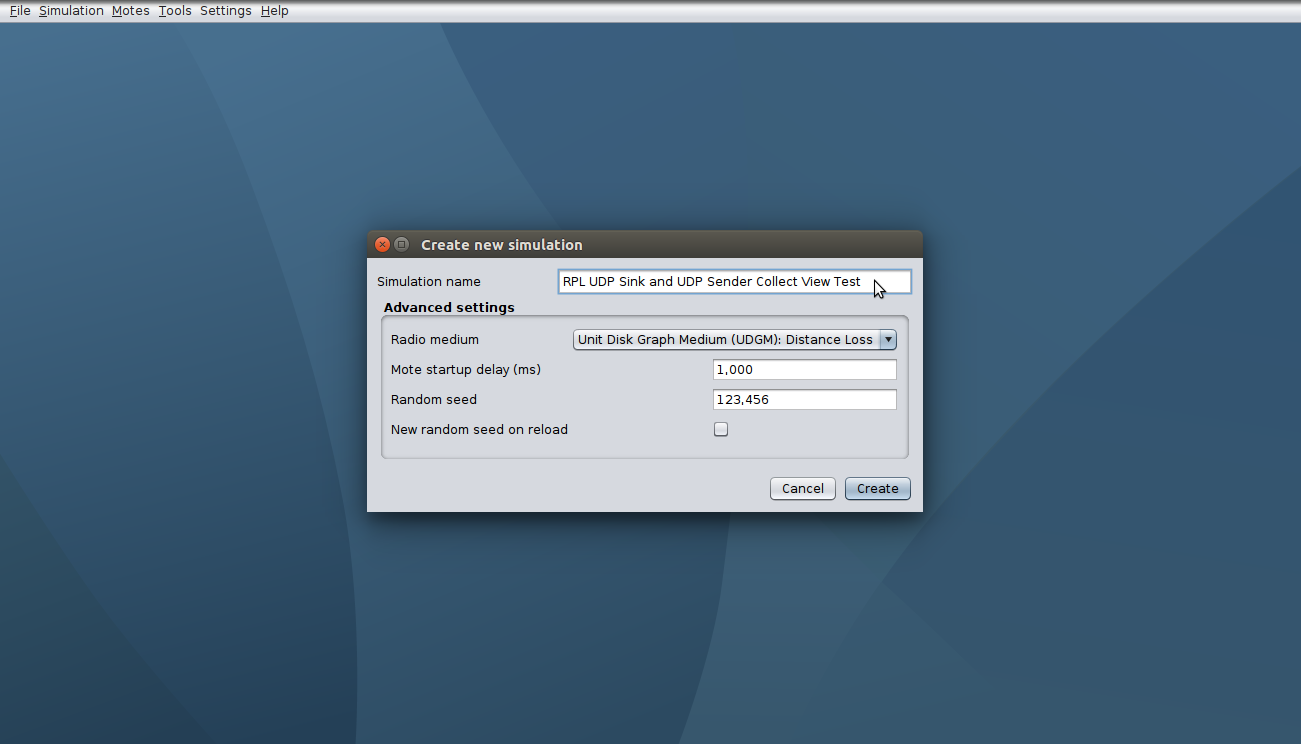 File Simulation Motes Tools Settings Help
Create new simulation
Simulation name RPL UDP Sink and UDP Sender Collect View Test
Advanced settings
Radio medium Unit Disk Graph Medium (UDGM): Distance Loss
Mote startup delay (ms) 1,000
Random seed 123,456
New random seed on reload
Cancel Create